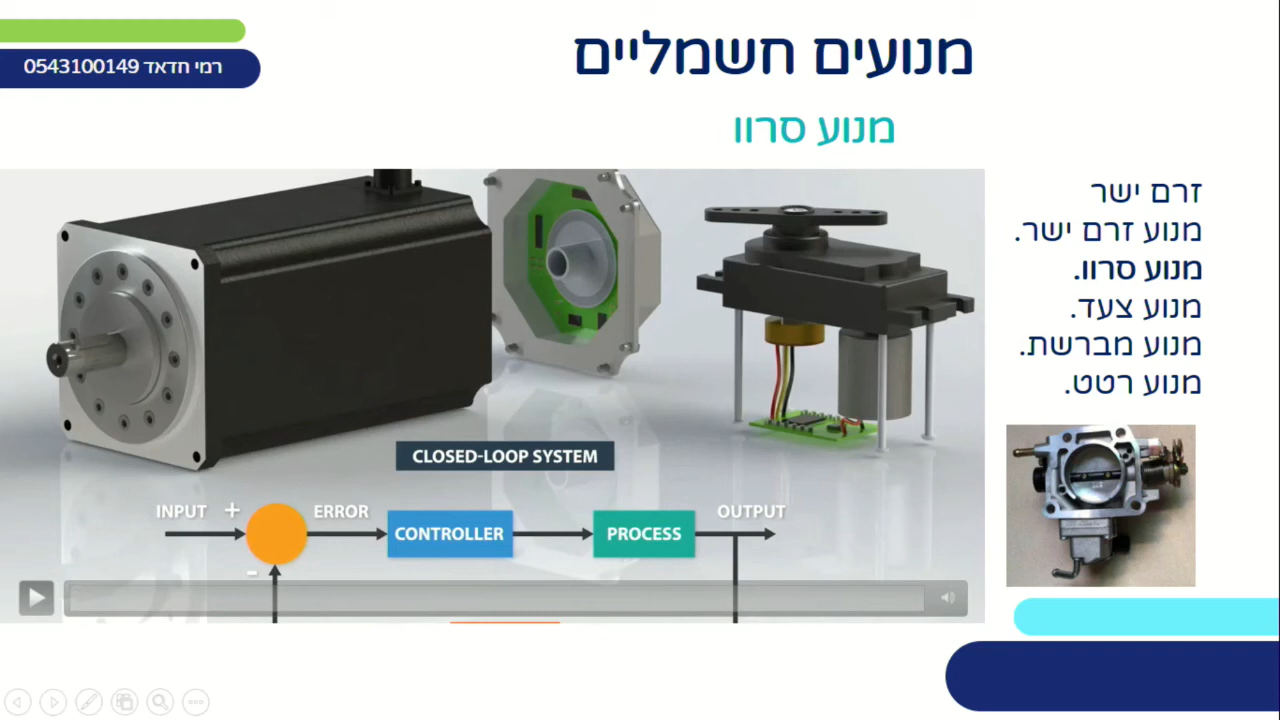 רמי חדאד 0543100149
מנועים חשמליים
מנוע סרוו
זרם ישר
מנוע זרם ישר.
מנוע סרוו.
מנוע צעד.
מנוע מברשת.
מנוע רטט.
CLOSED-LOOP SYSTEM
INPUT + ERROR OUTPUT
CONTROLLER PROCESS
-